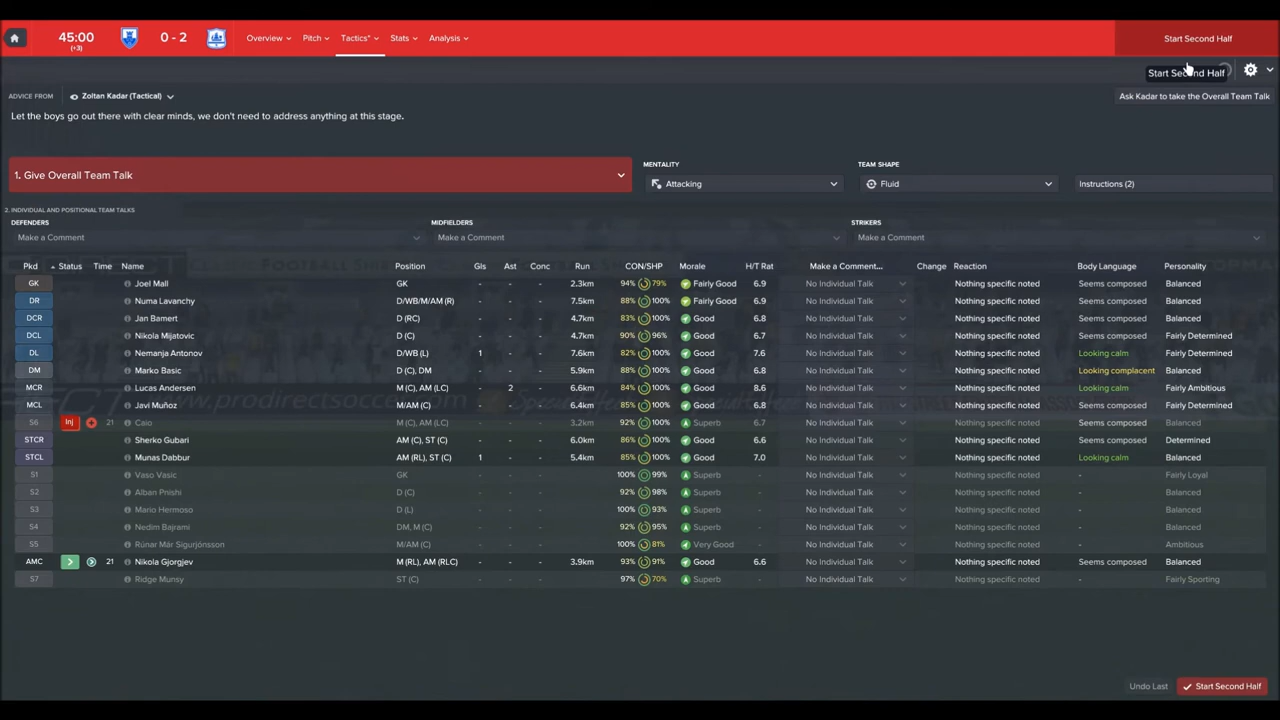 45:00 0 - 2 Overview Pitch Tactics* Stats Analysis Start Second Half
(+3)
Start Second Half
ADVICE FROM Zoltan Kadar (Tactical) Ask Kadar to take the Overall Team Talk
Let the boys go out there with clear minds, we don't need to address anything at this stage.
1. Give Overall Team Talk
MENTALITY TEAM SHAPE
Attacking Fluid Instructions (2)
2. INDIVIDUAL AND POSITIONAL TEAM TALKS
DEFENDERS MIDFIELDERS STRIKERS
Make a Comment Make a Comment Make a Comment
Pkd Status Time Name Position Gls Ast Conc Run CON/SHP Morale H/T Rat Make a Comment... Change Reaction Body Language Personality
GK Joel Mall GK - - - 2.3km 94% 79% Fairly Good 6.9 No Individual Talk Nothing specific noted Seems composed Balanced
DR Numa Lavanchy D/WB/M/AM (R) - - - 7.5km 88% 100% Fairly Good 6.9 No Individual Talk Nothing specific noted Seems composed Balanced
DCR Jan Bamert D (RC) - - - 4.7km 83% 100% Good 6.8 No Individual Talk Nothing specific noted Seems composed Balanced
DCL Nikola Mijatovic D (C) - - - 4.7km 90% 96% Good 6.7 No Individual Talk Nothing specific noted Seems composed Fairly Determined
DL Nemanja Antonov D/WB (L) 1 - - 7.6km 82% 100% Good 7.6 No Individual Talk Nothing specific noted Looking calm Fairly Determined
DM Marko Basic D (C), DM - - - 5.9km 88% 100% Good 6.8 No Individual Talk Nothing specific noted Looking complacent Balanced
MCR Lucas Andersen M (C), AM (LC) - 2 - 6.6km 84% 100% Good 8.6 No Individual Talk Nothing specific noted Looking calm Fairly Ambitious
MCL Javi Muñoz M/AM (C) - - - 6.4km 85% 100% Good 6.8 No Individual Talk Nothing specific noted Seems composed Fairly Determined
S6 Inj 21 Caio M (C), AM (LC) - - - 3.2km 92% 100% Superb 6.7 No Individual Talk Nothing specific noted Seems composed Balanced
STCR Sherko Gubari AM (C), ST (C) - - - 6.0km 86% 100% Good 6.6 No Individual Talk Nothing specific noted Seems composed Determined
STCL Munas Dabbur AM (RL), ST (C) 1 - - 5.4km 85% 100% Good 7.0 No Individual Talk Nothing specific noted Looking calm Balanced
S1 Vaso Vasic GK - - - 100% 99% Superb - No Individual Talk Nothing specific noted - Fairly Loyal
S2 Alban Pnishi D (C) - - - 92% 98% Superb - No Individual Talk Nothing specific noted - Balanced
S3 Mario Hermoso D (L) - - - 100% 93% Superb - No Individual Talk Nothing specific noted - Balanced
S4 Nedim Bajrami DM, M (C) - - - 92% 95% Superb - No Individual Talk Nothing specific noted - Balanced
S5 Rúnar Már Sigurjónsson M/AM (C) - - - 100% 81% Very Good - No Individual Talk Nothing specific noted - Ambitious
AMC 21 Nikola Gjorgjev M (RL), AM (RLC) - - - 3.9km 93% 91% Good 6.6 No Individual Talk Nothing specific noted Seems composed Balanced
S7 Ridge Munsy ST (C) - - - 97% 70% Superb - No Individual Talk Nothing specific noted - Fairly Sporting
www.prodirectsoccer.com
Undo Last Start Second Half